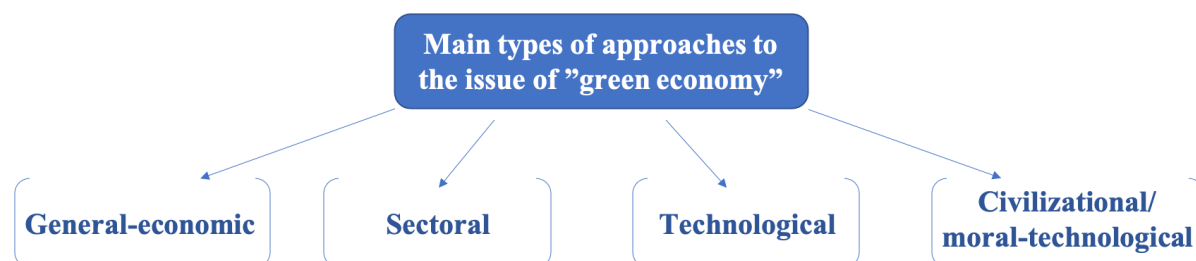 Main types of approaches to
the issue of ”green economy”
General-economic
Sectoral
Technological
Civilizational/
moral-technological